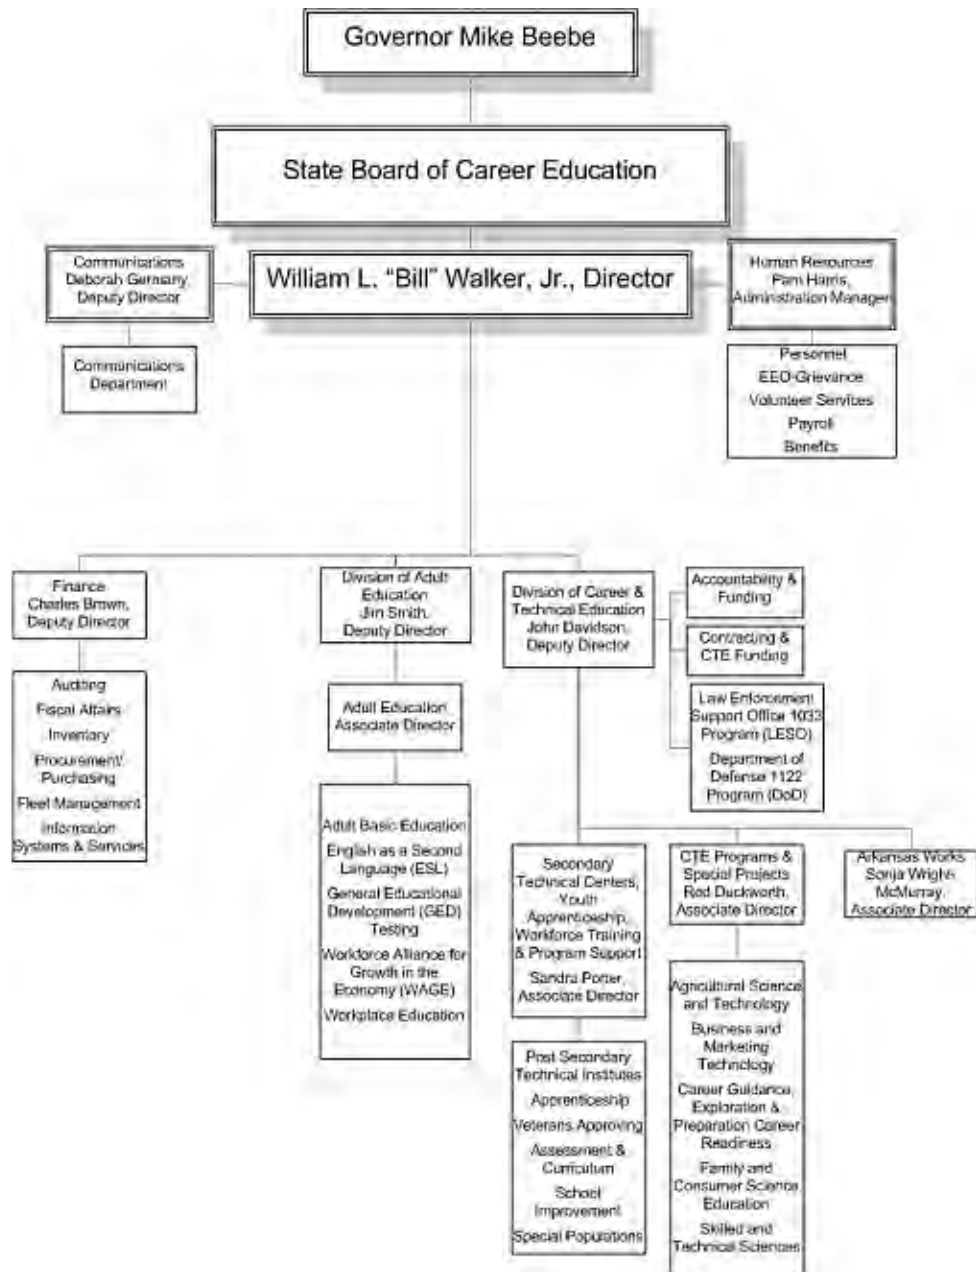 Governor Mike Beebe
State Board of Career Education
Communications
Deborah Germany
Deputy Director
William L. “Bill” Walker, Jr., Director
Human Resources
Pam Harris,
Administration Manager
Communications
Department
Personnel
EEO-Grievance
Volunteer Services
Payroll
Benefits
Finance
Charles Brown,
Deputy Director
Auditing
Fiscal Affairs
Inventory
Procurement/
Purchasing
Fleet Management
Information
Systems & Services
Division of Adult
Education
Jim Smith,
Deputy Director
Adult Education
Associate Director
Adult Basic Education
English as a Second
Language (ESL)
General Educational
Development (GED)
Testing
Workforce Alliance for
Growth in the
Economy (WAGE)
Workplace Education
Division of Career &
Technical Education
John Davidson,
Deputy Director
Accountability &
Funding
Contracting &
CTE Funding
Law Enforcement
Support Office 1033
Program (LESO)
Department of
Defense 1122
Program (DoD)
Secondary
Technical Centers,
Youth
Apprenticeship,
Workforce Training
& Program Support
Sandra Porter,
Associate Director
Post Secondary
Technical Institutes
Apprenticeship
Veterans Approving
Assessment &
Curriculum
School
Improvement
Special Populations
CTE Programs &
Special Projects
Rod Duckworth,
Associate Director
Agricultural Science
and Technology
Business and
Marketing
Technology
Career Guidance,
Exploration &
Preparation Career
Readiness
Family and
Consumer Science
Education
Skilled and
Technical Sciences
Arkansas Works
Sonja Wright-
McMurray,
Associate Director